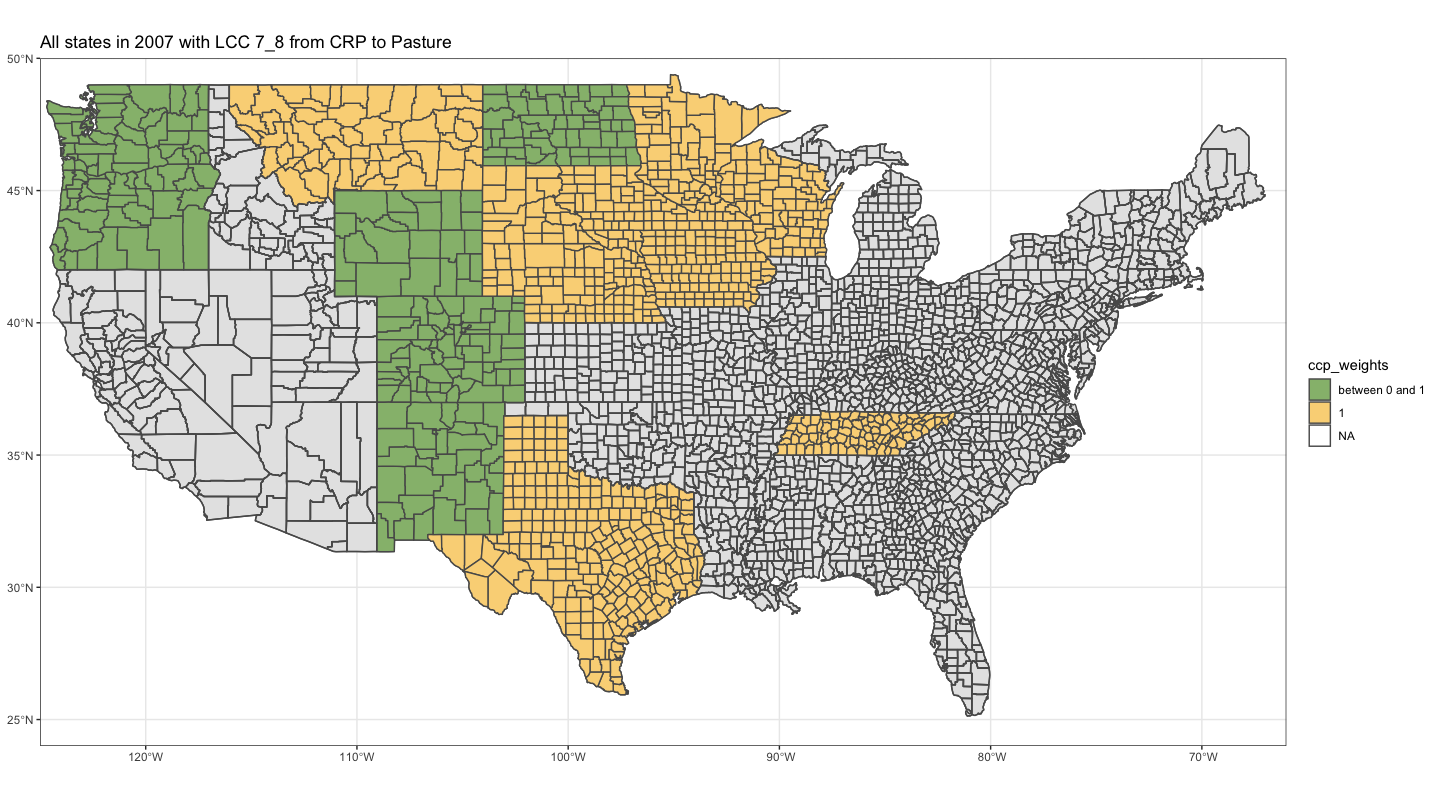 All states in 2007 with LCC 7_8 from CRP to Pasture
50°N
45°N
40°N
35°N
30°N
25°N
120°W
110°W
100°W
90°W
80°W
70°W
ccp_weights
between 0 and 1
1
NA